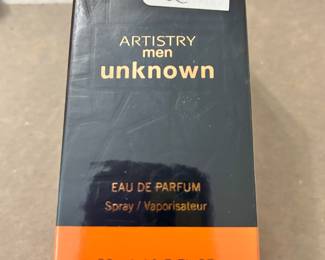 ARTISTRY
men
unknown
EAU DE PARFUM
Spray / Vaporisateur